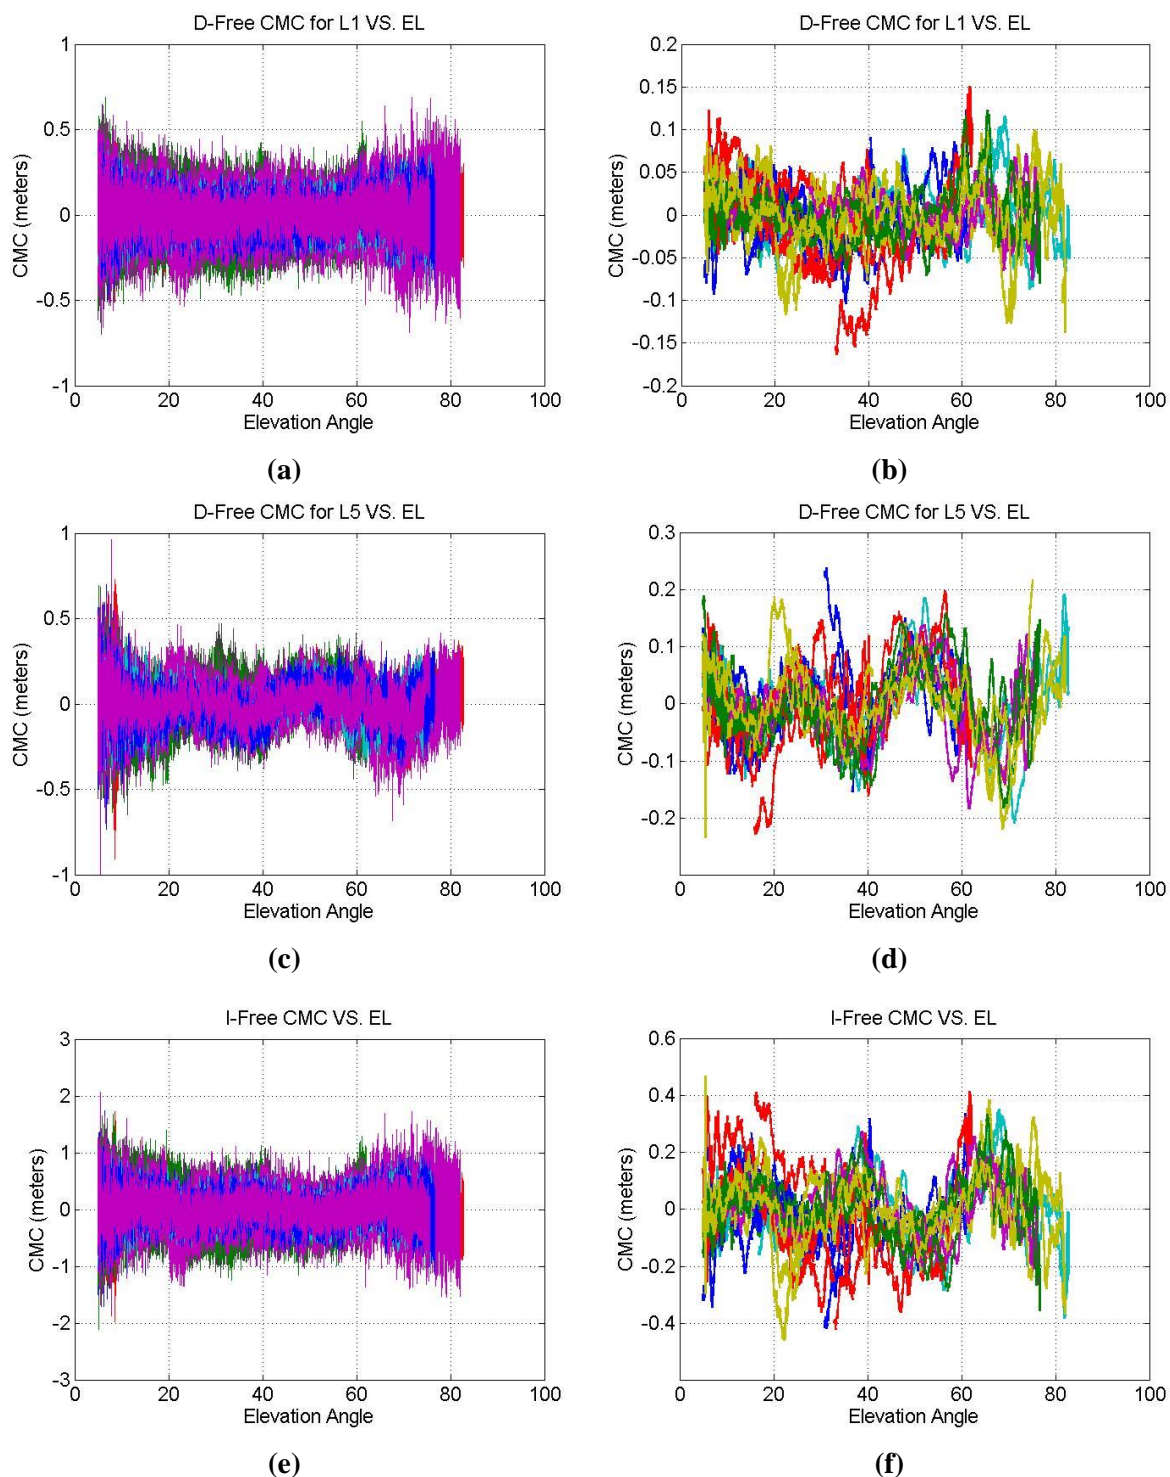 D-Free CMC for L1 VS. EL
1
0.5
0
-0.5
-1
CMC (meters)
0 20 40 60 80 100
Elevation Angle
(a)
D-Free CMC for L1 VS. EL
0.2
0.15
0.1
0.05
0
-0.05
-0.1
-0.15
-0.2
CMC (meters)
0 20 40 60 80 100
Elevation Angle
(b)
D-Free CMC for L5 VS. EL
1
0.5
0
-0.5
-1
CMC (meters)
0 20 40 60 80 100
Elevation Angle
(c)
D-Free CMC for L5 VS. EL
0.3
0.2
0.1
0
-0.1
-0.2
CMC (meters)
0 20 40 60 80 100
Elevation Angle
(d)
I-Free CMC VS. EL
3
2
1
0
-1
-2
-3
CMC (meters)
0 20 40 60 80 100
Elevation Angle
(e)
I-Free CMC VS. EL
0.6
0.4
0.2
0
-0.2
-0.4
CMC (meters)
0 20 40 60 80 100
Elevation Angle
(f)